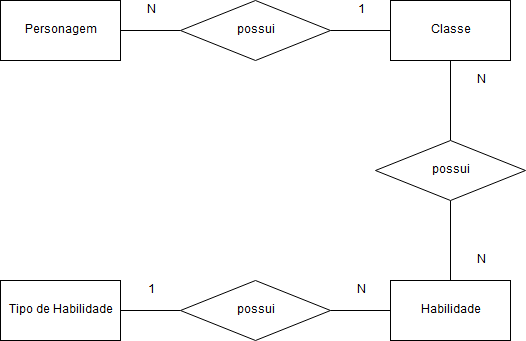 N
1
Personagem
possui
Classe
N
possui
N
1
N
Tipo de Habilidade
possui
Habilidade